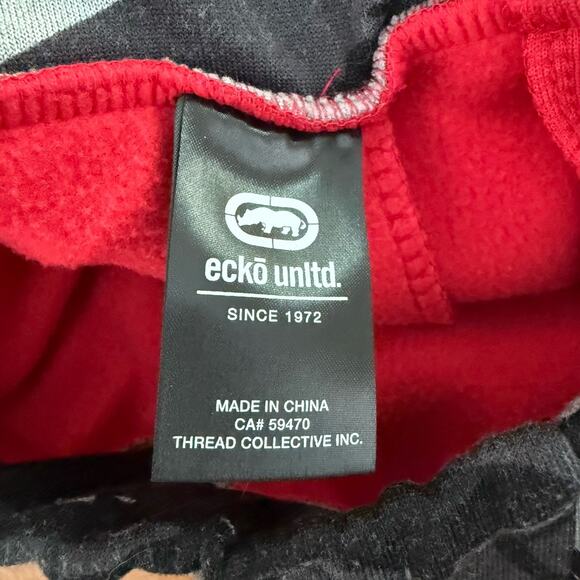 eckō unltd.
SINCE 1972
MADE IN CHINA
CA# 59470
THREAD COLLECTIVE INC.